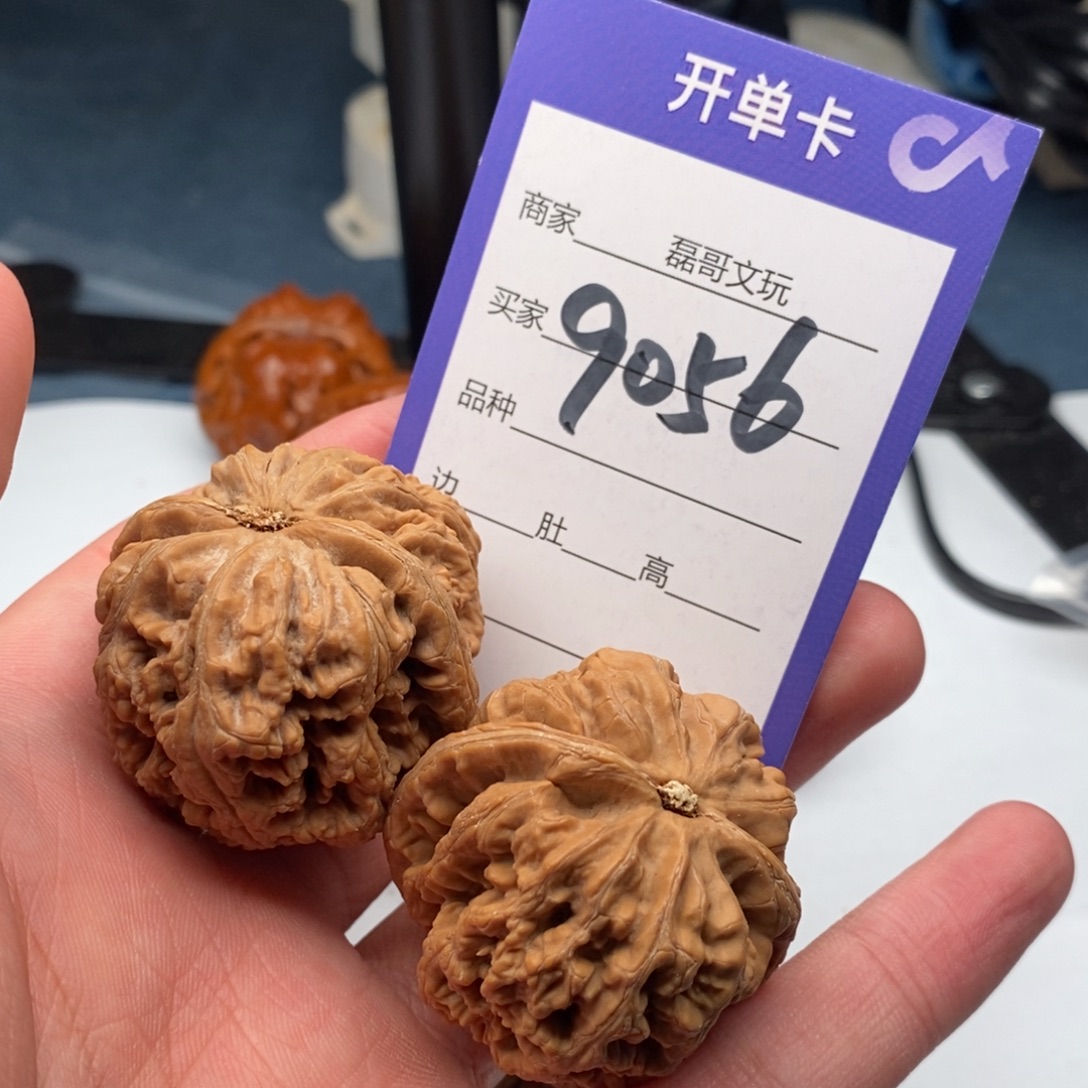 开单卡
商家 磊哥文玩
买家 9056
品种
边 肚 高